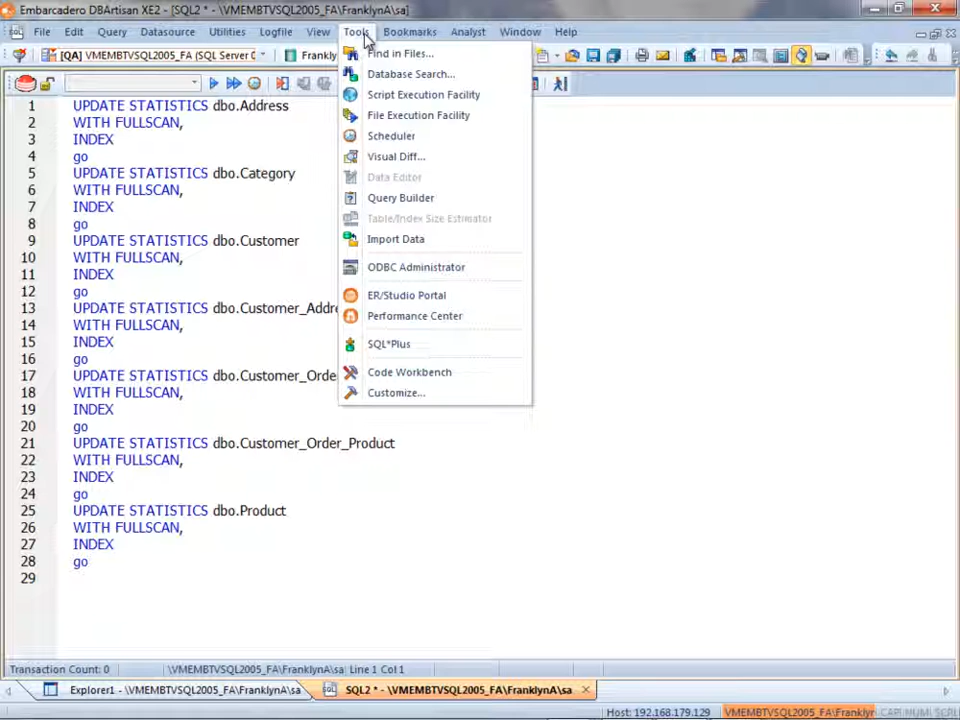 Embarcadero DBArtisan XE2 - [SQL2 * - \VMEMBTVSQL2005_FA\FranklynA\sa]
File Edit Query Datasource Utilities Logfile View Tools Bookmarks Analyst Window Help
[QA] VMEMBTVSQL2005_FA (SQL Server Frankly
Find in Files...
Database Search...
Script Execution Facility
File Execution Facility
Scheduler
Visual Diff...
Data Editor
Query Builder
Table/Index Size Estimator
Import Data
ODBC Administrator
ER/Studio Portal
Performance Center
SQL*Plus
Code Workbench
Customize...
1 UPDATE STATISTICS dbo.Address
2 WITH FULLSCAN,
3 INDEX
4 go
5 UPDATE STATISTICS dbo.Category
6 WITH FULLSCAN,
7 INDEX
8 go
9 UPDATE STATISTICS dbo.Customer
10 WITH FULLSCAN,
11 INDEX
12 go
13 UPDATE STATISTICS dbo.Customer_Addre
14 WITH FULLSCAN,
15 INDEX
16 go
17 UPDATE STATISTICS dbo.Customer_Orde
18 WITH FULLSCAN,
19 INDEX
20 go
21 UPDATE STATISTICS dbo.Customer_Order_Product
22 WITH FULLSCAN,
23 INDEX
24 go
25 UPDATE STATISTICS dbo.Product
26 WITH FULLSCAN,
27 INDEX
28 go
29
Transaction Count: 0 \VMEMBTVSQL2005_FA\FranklynA\sa Line 1 Col 1
Explorer1 - \VMEMBTVSQL2005_FA\FranklynA\sa SQL2 * - \VMEMBTVSQL2005_FA\FranklynA\sa
Host: 192.168.179.129 VMEMBTVSQL2005_FA\Franklyr CAPI NUMI SCRL